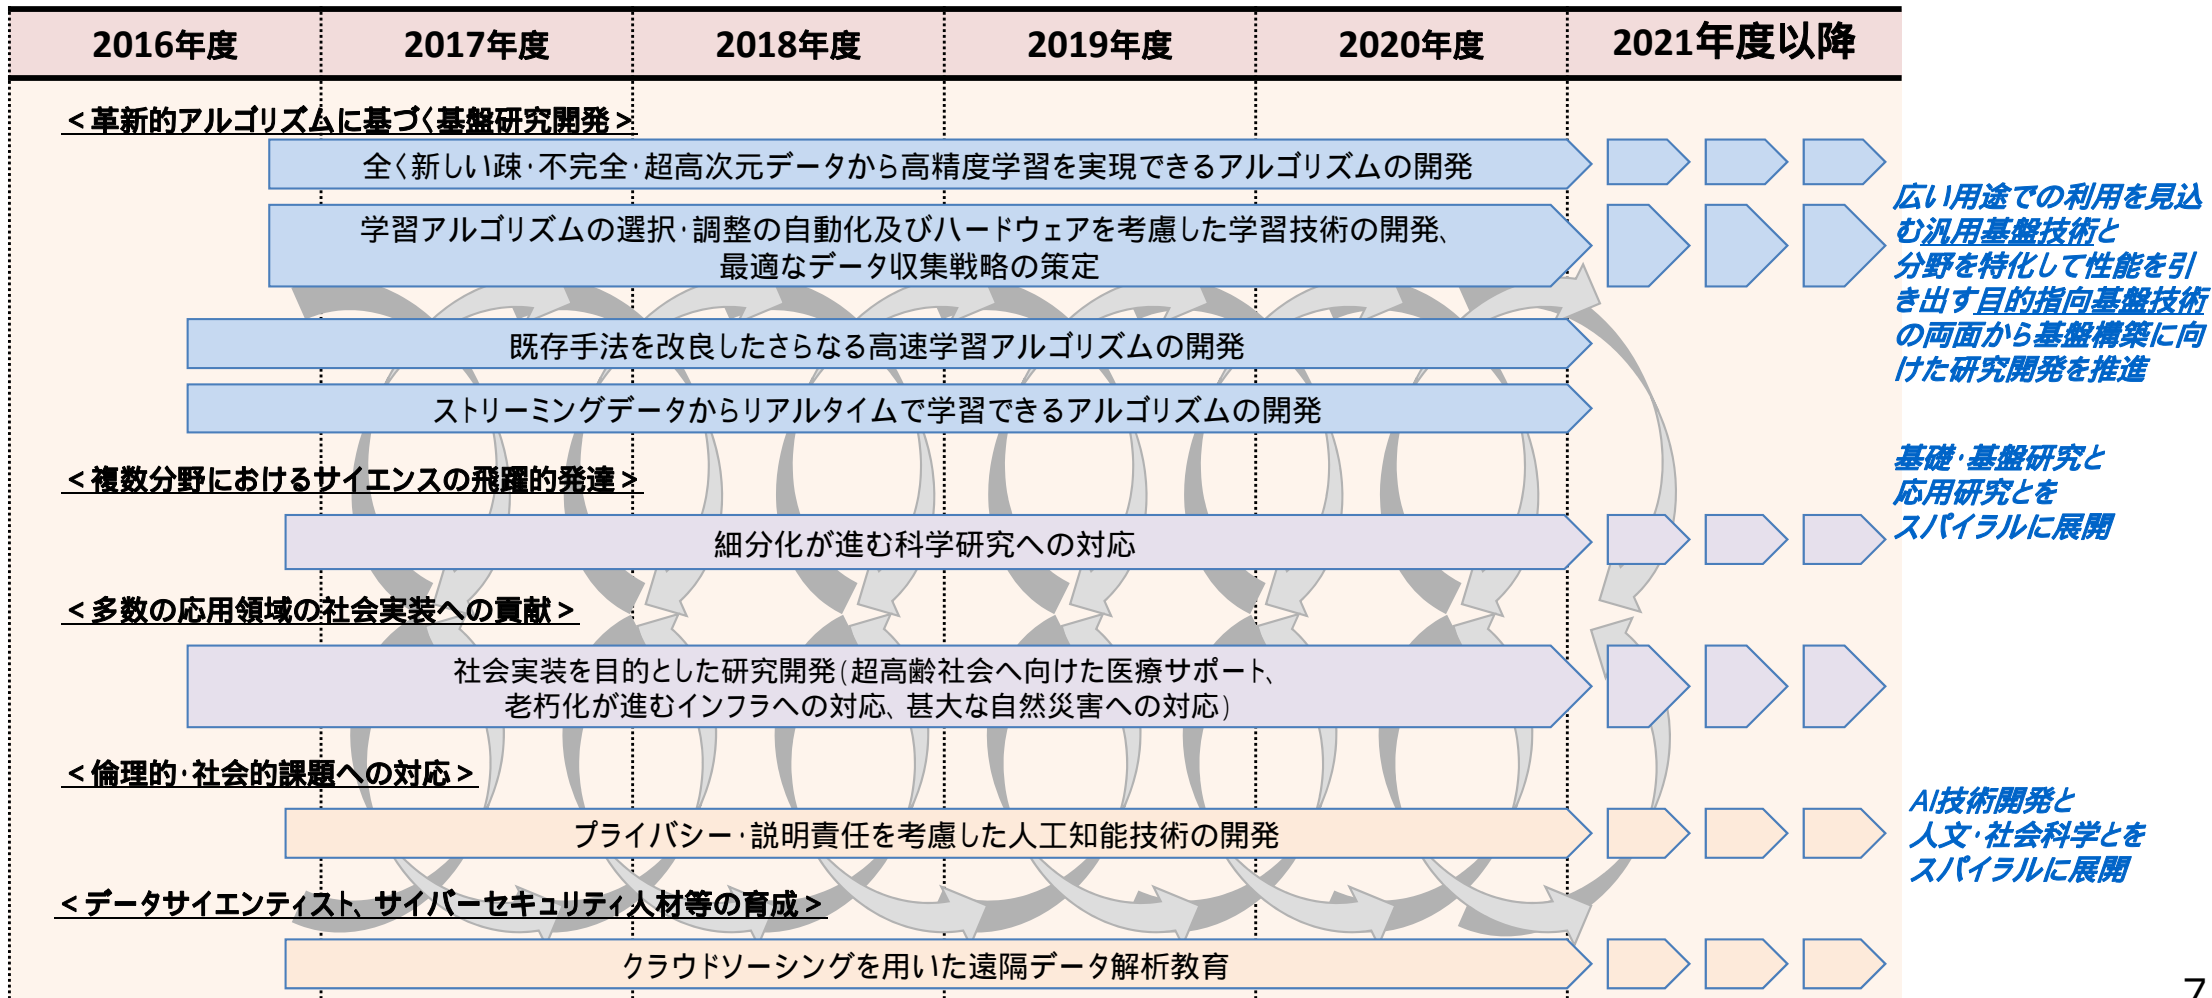 2016年度 2017年度 2018年度 2019年度 2020年度 2021年度以降
<革新的アルゴリズムに基づく基盤研究開発>
全く新しい疎・不完全・超高次元データから高精度学習を実現できるアルゴリズムの開発
学習アルゴリズムの選択・調整の自動化及びハードウェアを考慮した学習技術の開発、
最適なデータ収集戦略の策定
既存手法を改良したさらなる高速学習アルゴリズムの開発
ストリーミングデータからリアルタイムで学習できるアルゴリズムの開発
広い用途での利用を見込
む汎用基盤技術と
分野を特化して性能を引
き出す目的指向基盤技術
の両面から基盤構築に向
けた研究開発を推進
<複数分野におけるサイエンスの飛躍的発達>
細分化が進む科学研究への対応
基礎・基盤研究と
応用研究とを
スパイラルに展開
<多数の応用領域の社会実装への貢献>
社会実装を目的とした研究開発(超高齢社会へ向けた医療サポート、
老朽化が進むインフラへの対応、甚大な自然災害への対応)
<倫理的・社会的課題への対応>
プライバシー・説明責任を考慮した人工知能技術の開発
AI技術開発と
人文・社会科学とを
スパイラルに展開
<データサイエンティスト、サイバーセキュリティ人材等の育成>
クラウドソーシングを用いた遠隔データ解析教育
7